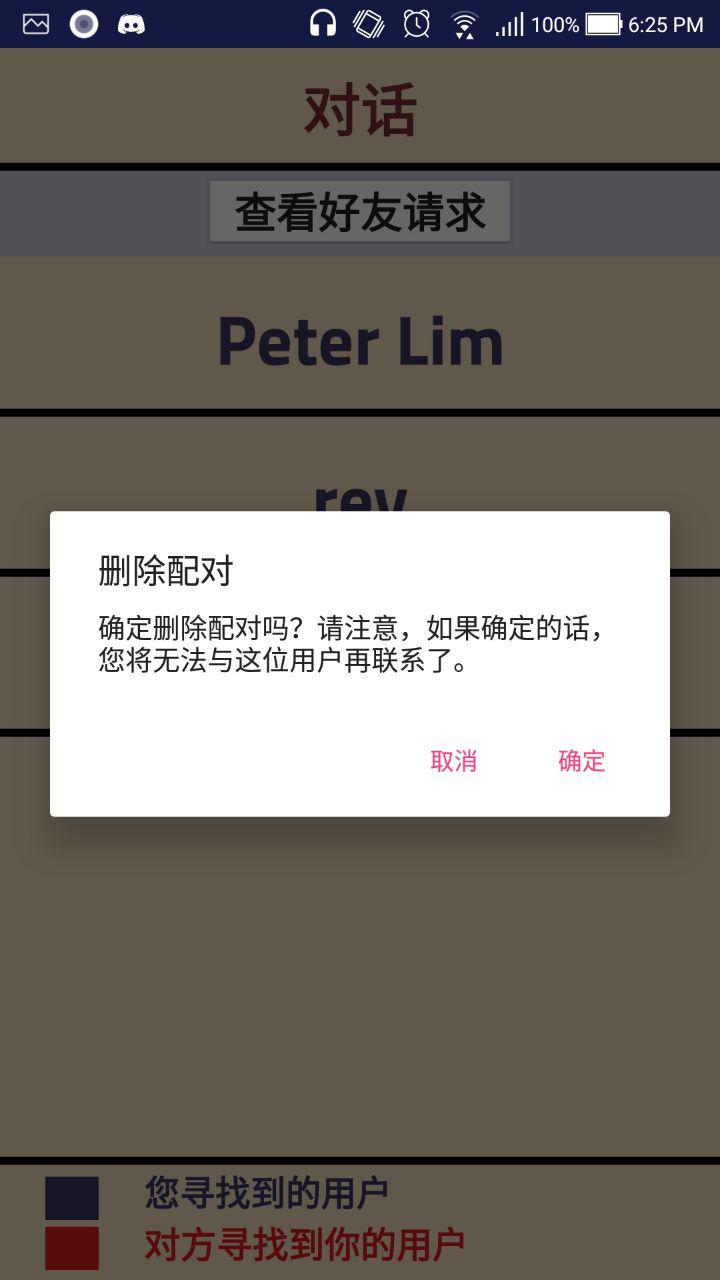 100% 6:25 PM
对话
查看好友请求
Peter Lim
rey
删除配对
确定删除配对吗？请注意，如果确定的话，
您将无法与这位用户再联系了。
取消 确定
您寻找到的用户
对方寻找到你的用户